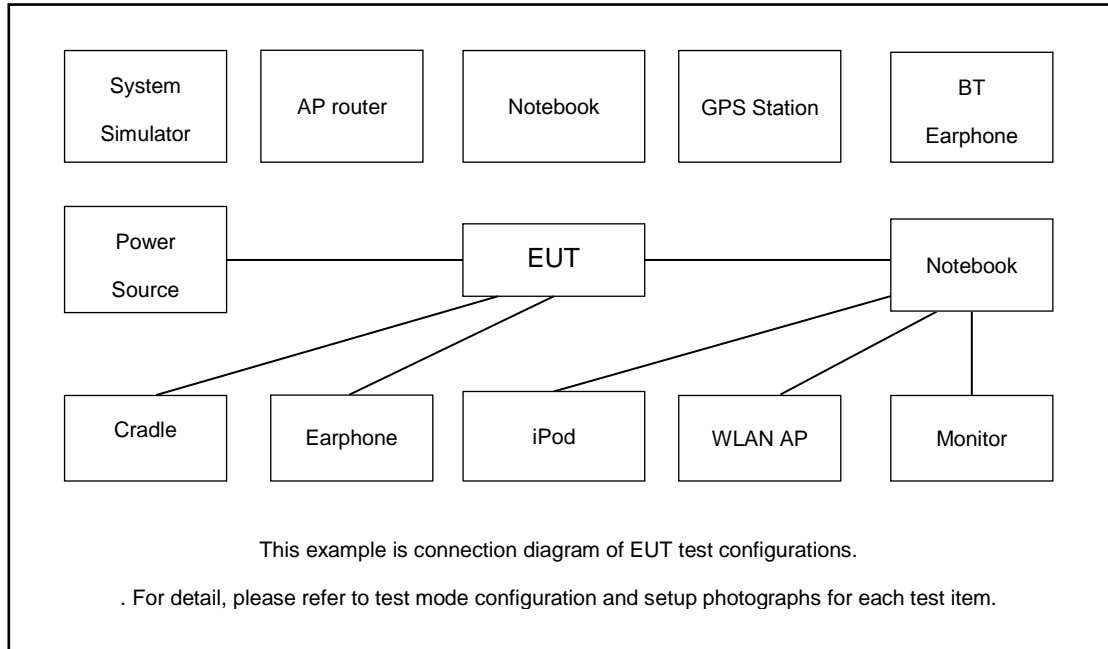 System
Simulator
AP router
Notebook
GPS Station
BT
Earphone
Power
Source
EUT
Notebook
Cradle
Earphone
iPod
WLAN AP
Monitor
This example is connection diagram of EUT test configurations.
. For detail, please refer to test mode configuration and setup photographs for each test item.